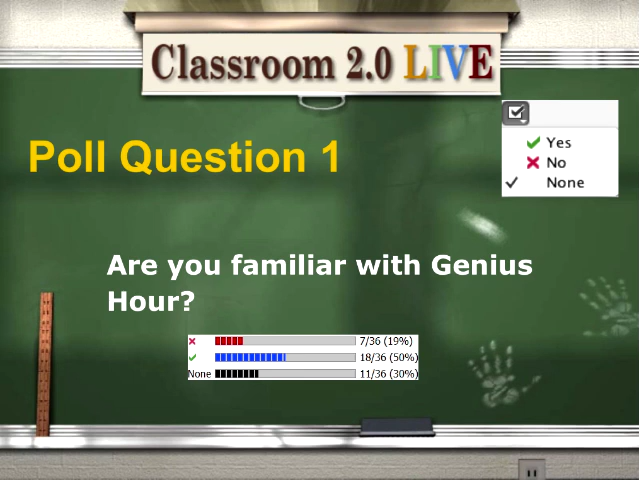 Classroom 2.0 LIVE
Poll Question 1
Yes
No
None
Are you familiar with Genius
Hour?
7/36 (19%)
18/36 (50%)
None 11/36 (30%)